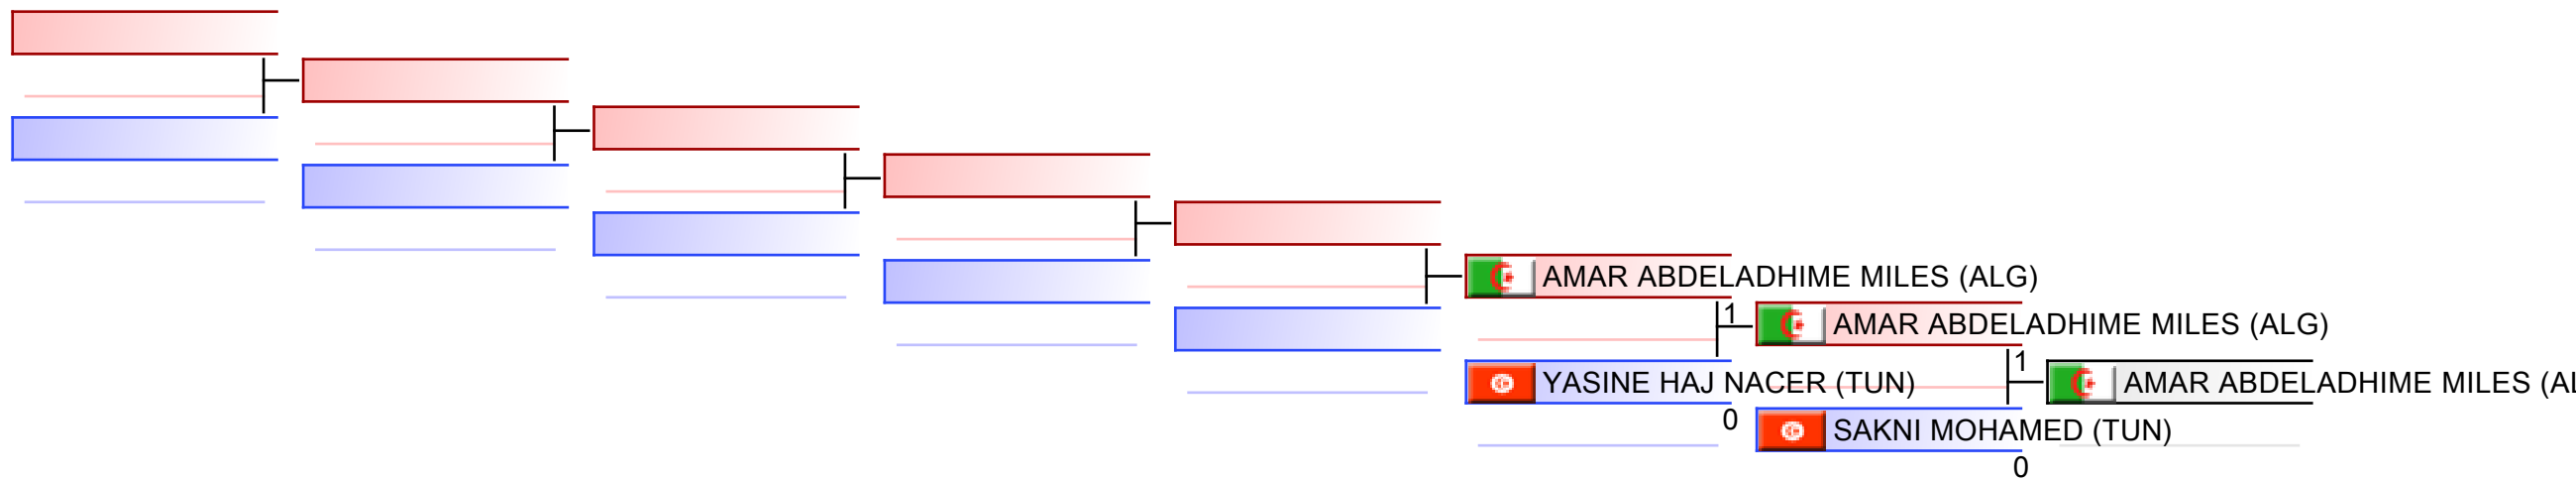 AMAR ABDELADHIME MILES (ALG)
1
AMAR ABDELADHIME MILES (ALG)
YASINE HAJ NACER (TUN)
0
1
AMAR ABDELADHIME MILES (AL
SAKNI MOHAMED (TUN)
0